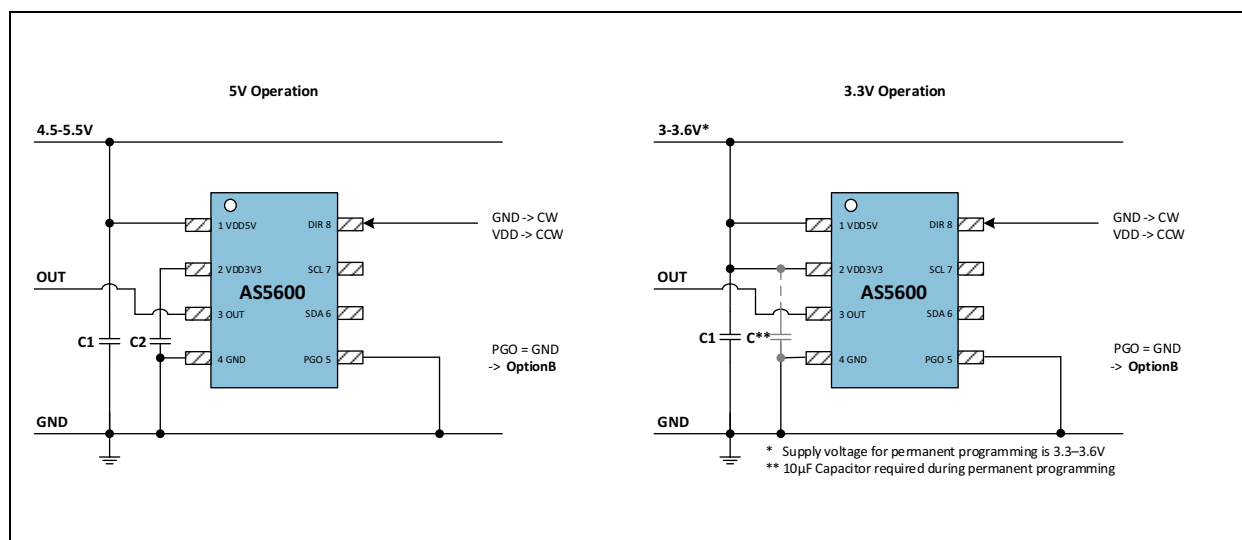 5V Operation
4.5-5.5V
1 VDD5V
DIR 8
GND -> CW
VDD -> CCW
2 VDD3V3
SCL 7
OUT
AS5600
3 OUT
SDA 6
C1
C2
4 GND
PGO 5
PGO = GND
-> OptionB
GND
3.3V Operation
3-3.6V*
1 VDD5V
DIR 8
GND -> CW
VDD -> CCW
2 VDD3V3
SCL 7
OUT
AS5600
3 OUT
SDA 6
C1
C**
4 GND
PGO 5
PGO = GND
-> OptionB
GND
* Supply voltage for permanent programming is 3.3–3.6V
** 10µF Capacitor required during permanent programming